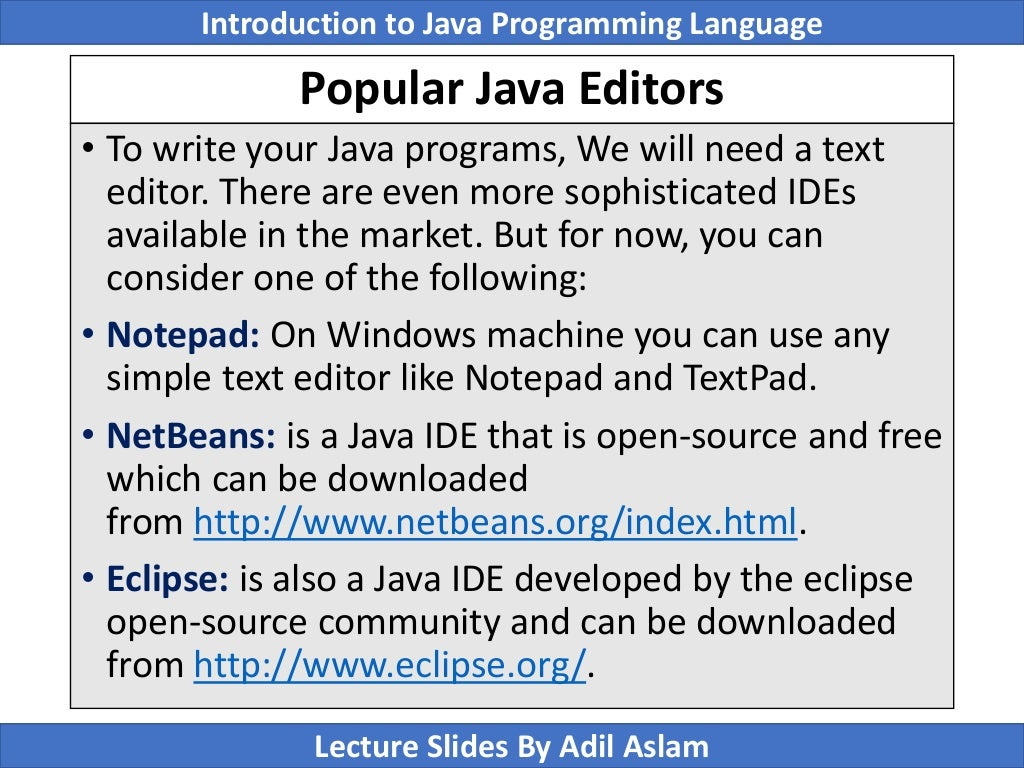 Introduction to Java Programming Language
Popular Java Editors
• To write your Java programs, We will need a text
editor. There are even more sophisticated IDEs
available in the market. But for now, you can
consider one of the following:
• Notepad: On Windows machine you can use any
simple text editor like Notepad and TextPad.
• NetBeans: is a Java IDE that is open-source and free
which can be downloaded
from http://www.netbeans.org/index.html.
• Eclipse: is also a Java IDE developed by the eclipse
open-source community and can be downloaded
from http://www.eclipse.org/.
Lecture Slides By Adil Aslam